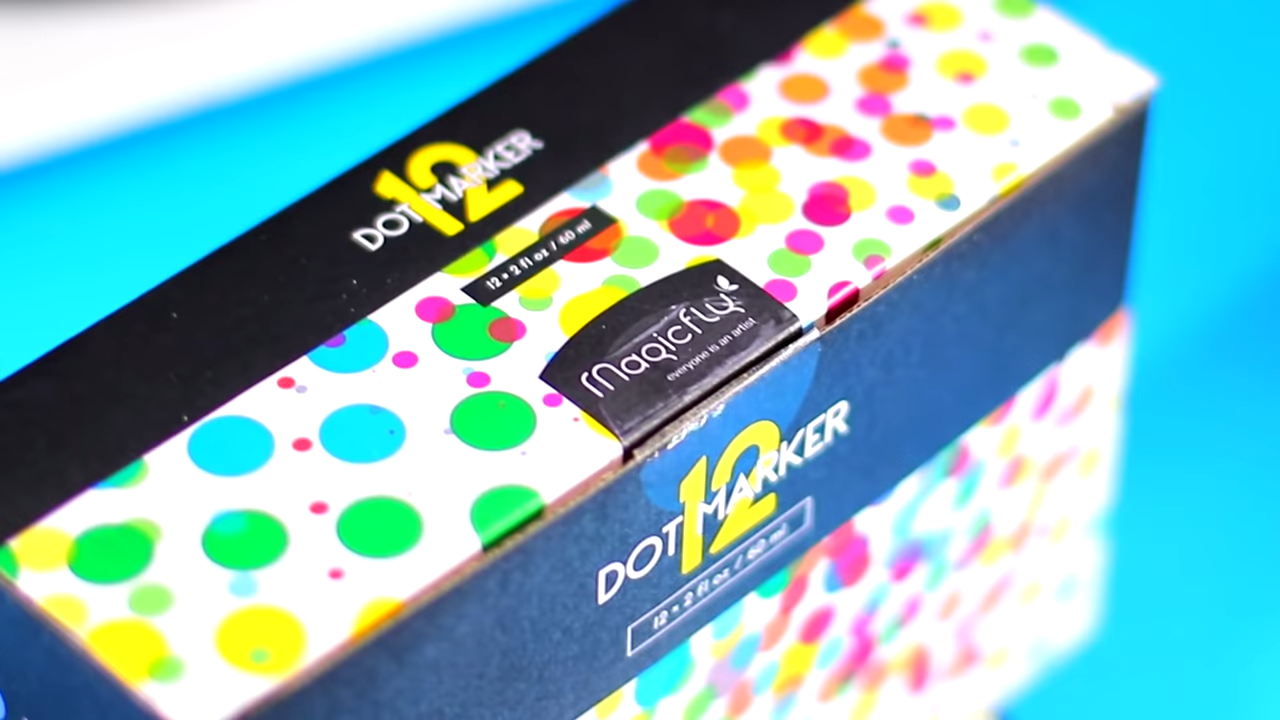 12
DOT MARKER
12 × 2 fl oz / 60 ml
Magicfly
everyone is an artist
12
DOT MARKER
12 × 2 fl oz / 60 ml